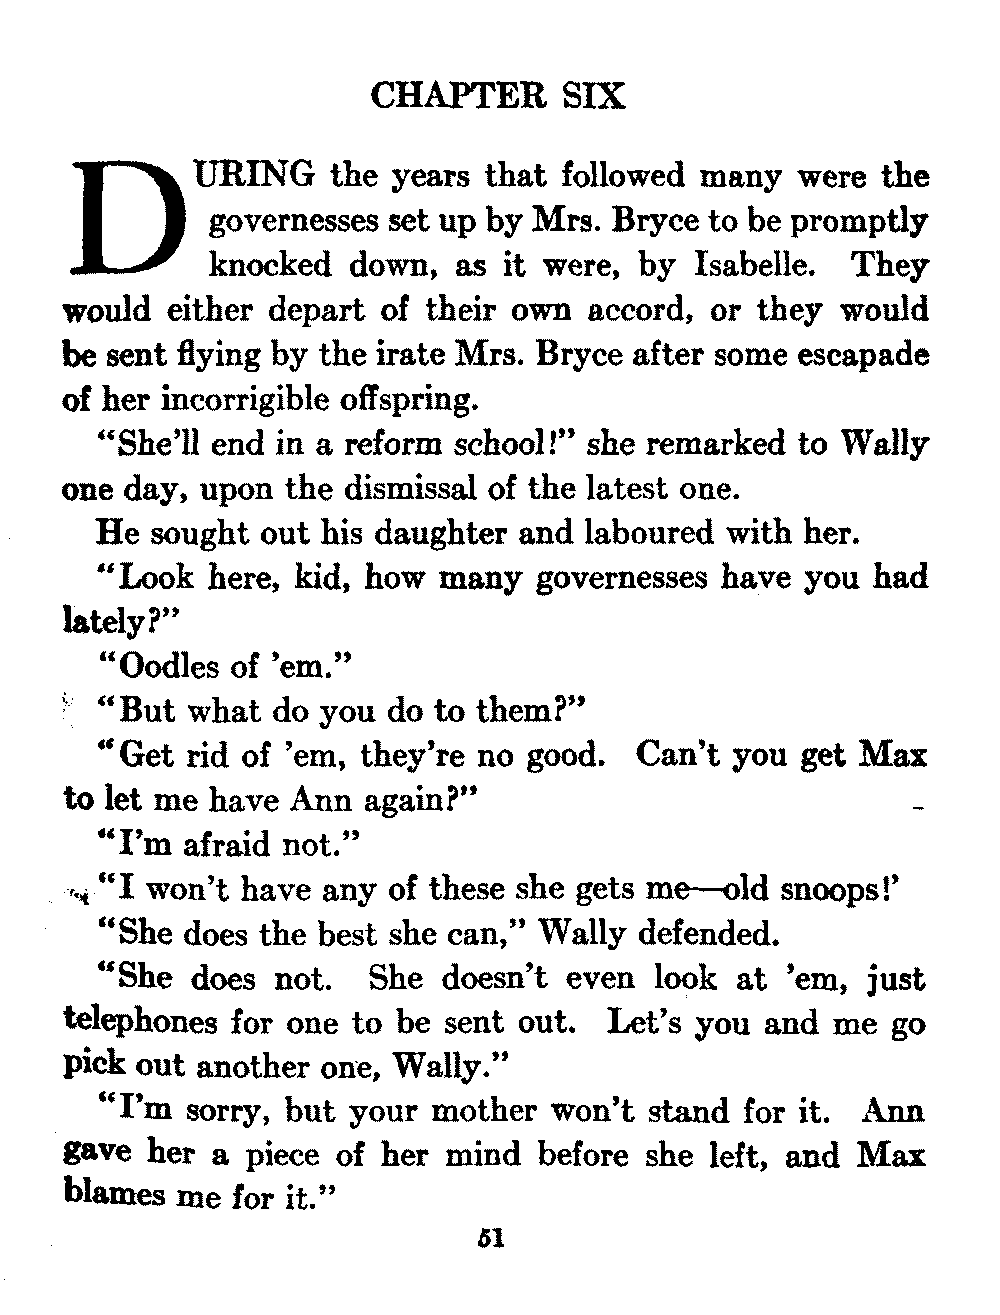 CHAPTER SIX
DURING the years that followed many were the
governesses set up by Mrs. Bryce to be promptly
knocked down, as it were, by Isabelle. They
would either depart of their own accord, or they would
be sent flying by the irate Mrs. Bryce after some escapade
of her incorrigible offspring.
“She’ll end in a reform school!” she remarked to Wally
one day, upon the dismissal of the latest one.
He sought out his daughter and laboured with her.
“Look here, kid, how many governesses have you had
lately?”
“Oodles of ’em.”
“But what do you do to them?”
“Get rid of ’em, they’re no good. Can’t you get Max
to let me have Ann again?”
“I’m afraid not.”
“I won’t have any of these she gets me—old snoops!’
“She does the best she can,” Wally defended.
“She does not. She doesn’t even look at ’em, just
telephones for one to be sent out. Let’s you and me go
pick out another one, Wally.”
“I’m sorry, but your mother won’t stand for it. Ann
gave her a piece of her mind before she left, and Max
blames me for it.”
51